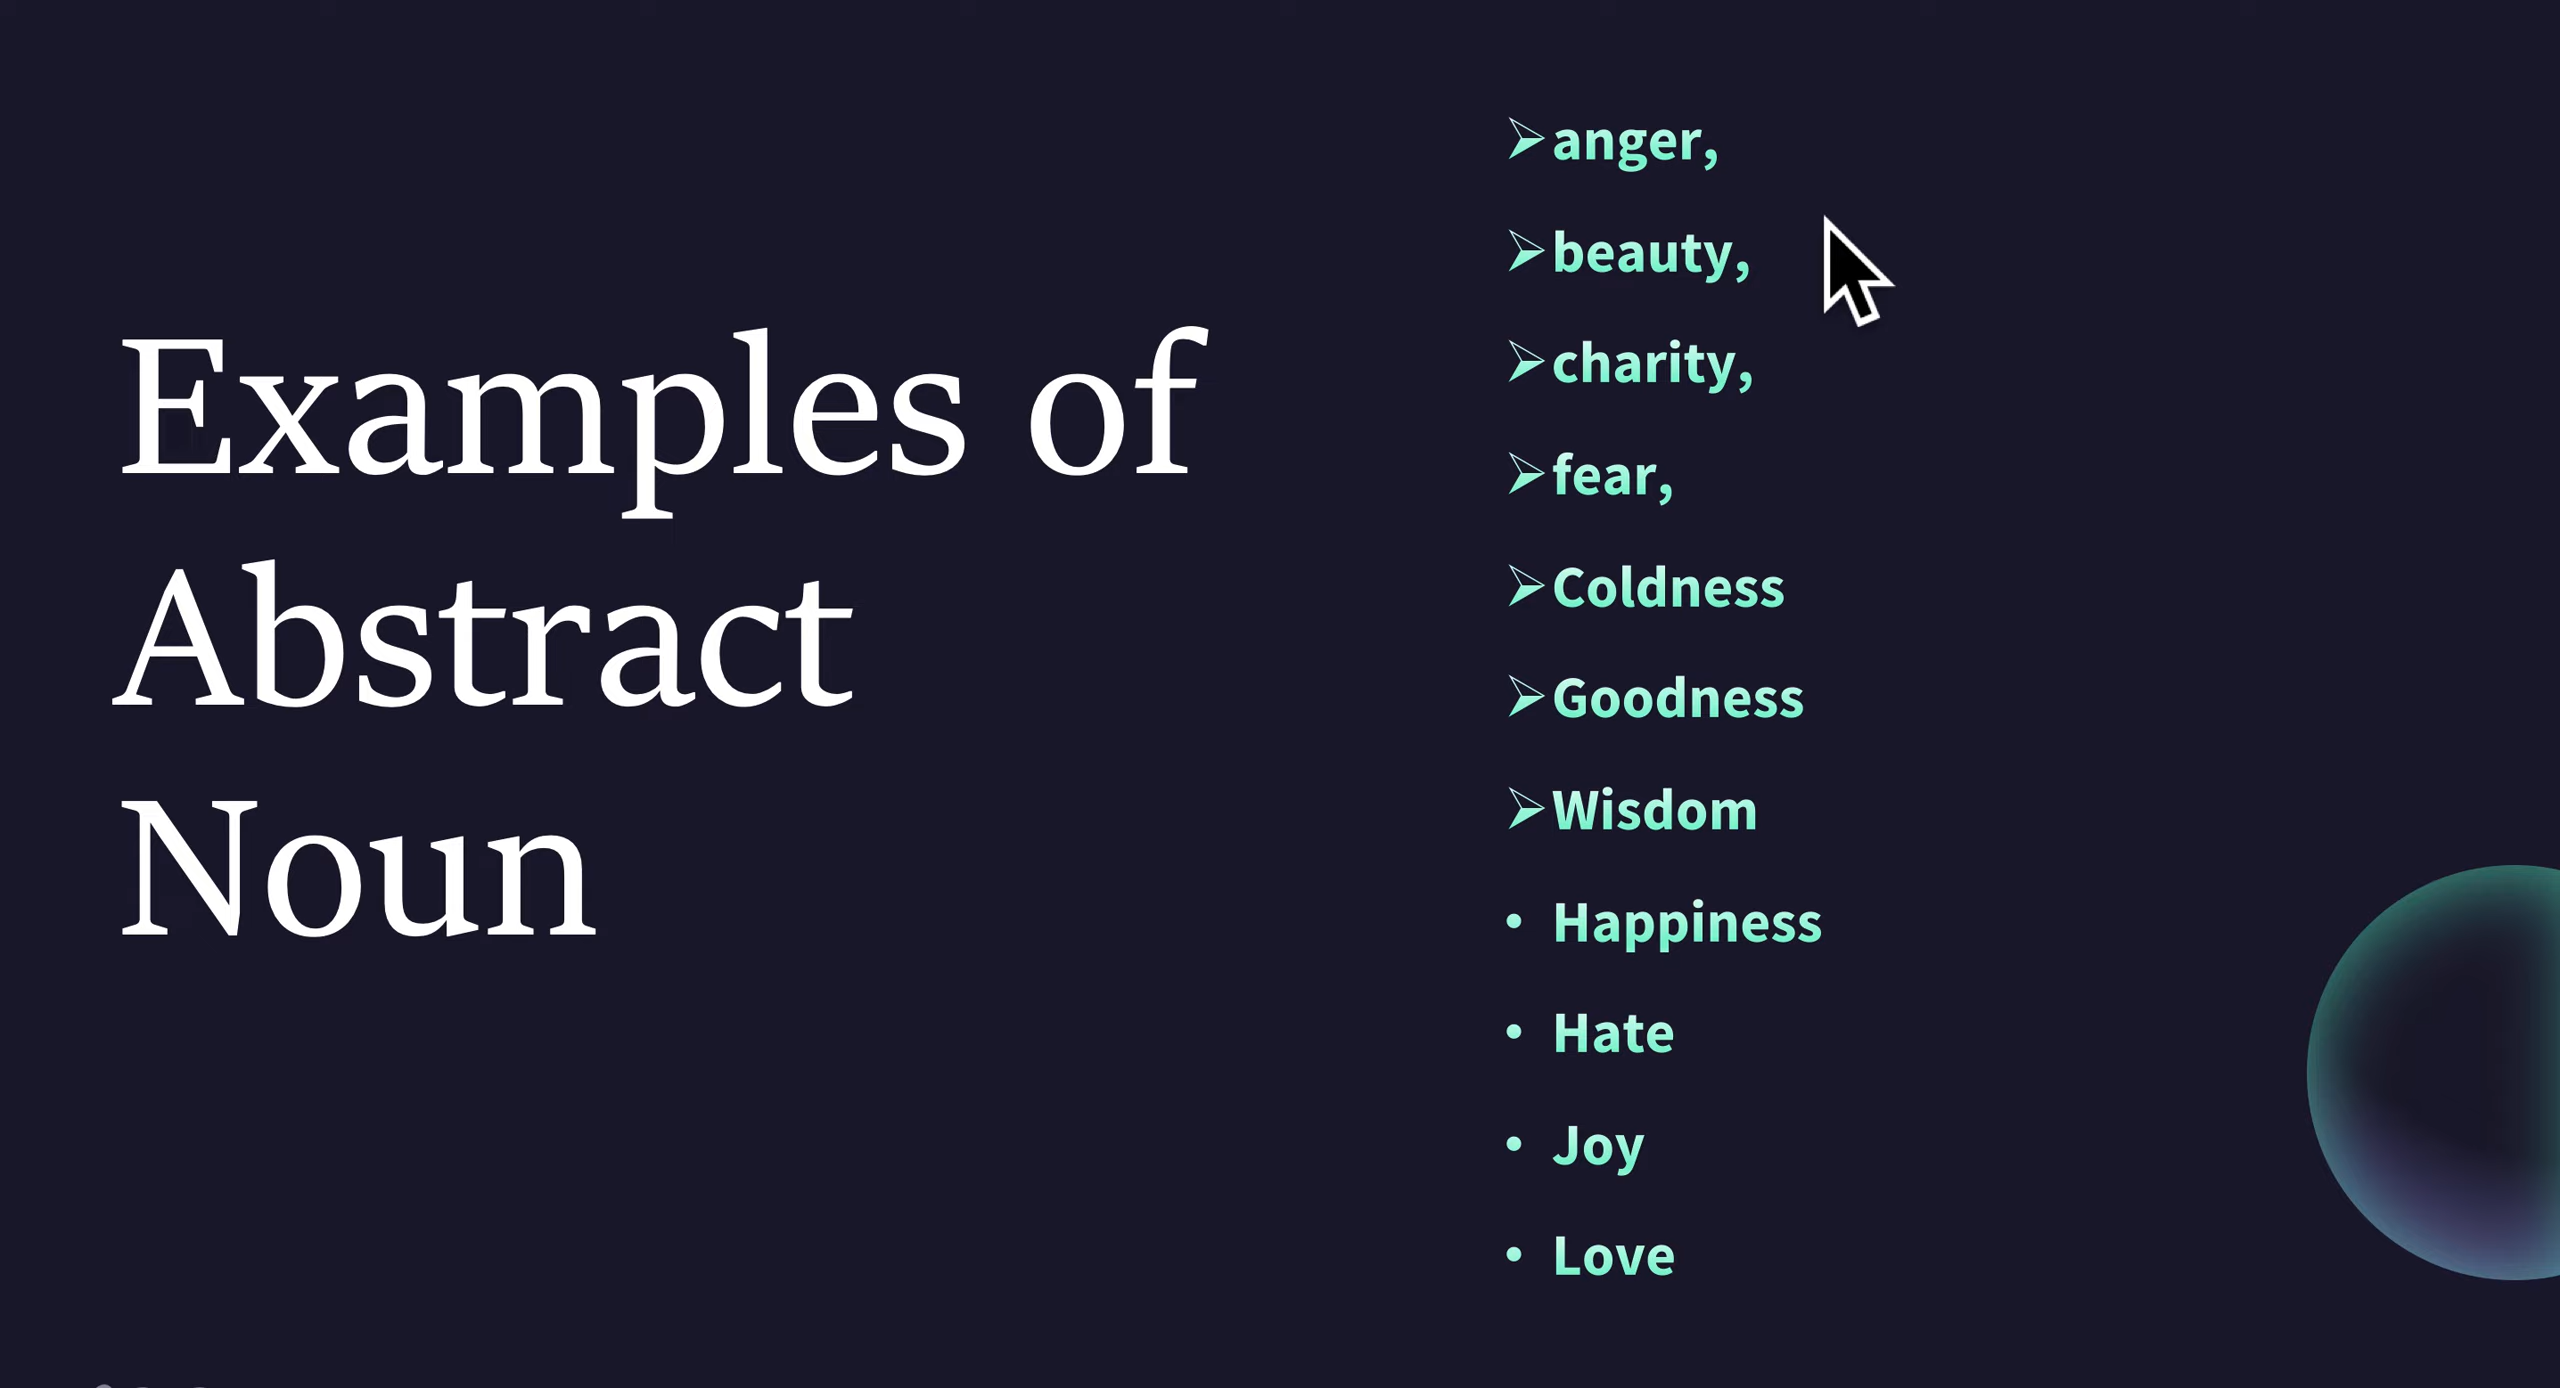 Examples of
Abstract
Noun
➢anger,
➢beauty,
➢charity,
➢fear,
➢Coldness
➢Goodness
➢Wisdom
• Happiness
• Hate
• Joy
• Love